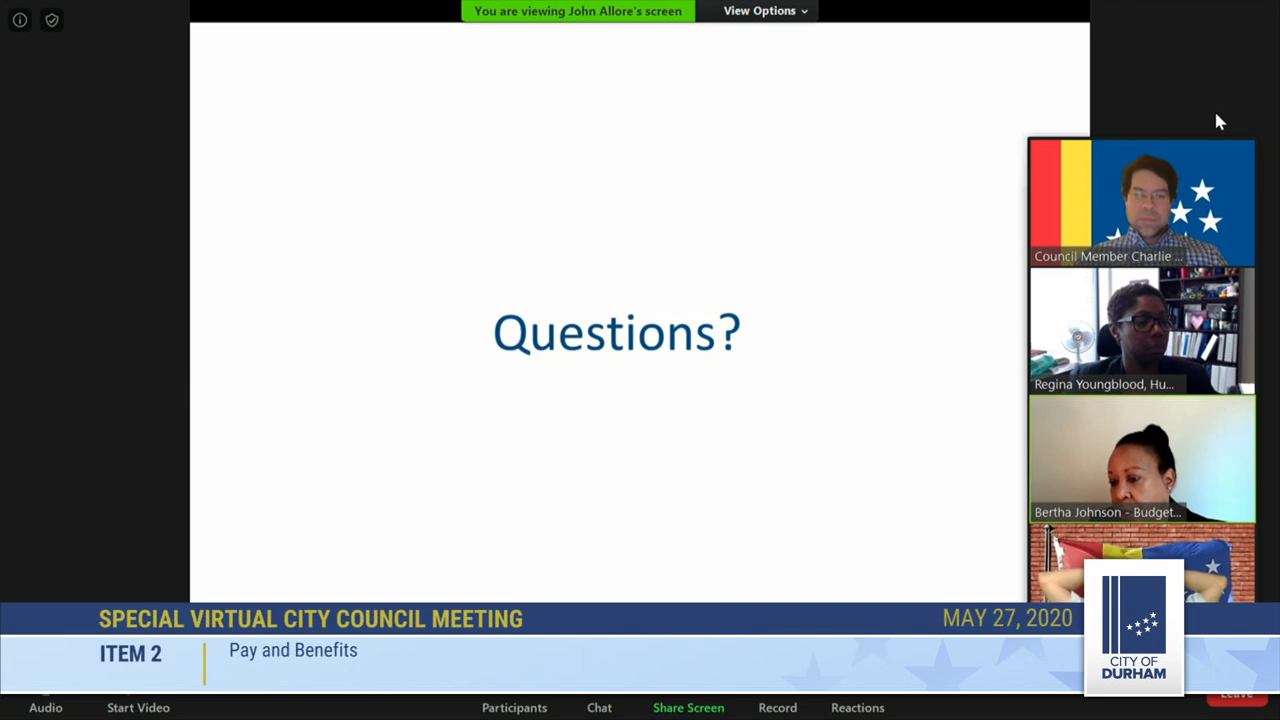 You are viewing John Allore's screen
View Options
Questions?
Council Member Charlie ...
Regina Youngblood, Hu...
Bertha Johnson - Budget...
SPECIAL VIRTUAL CITY COUNCIL MEETING
MAY 27, 2020
ITEM 2
Pay and Benefits
CITY OF
DURHAM
Audio
Start Video
Participants
Chat
Share Screen
Record
Reactions
Leave